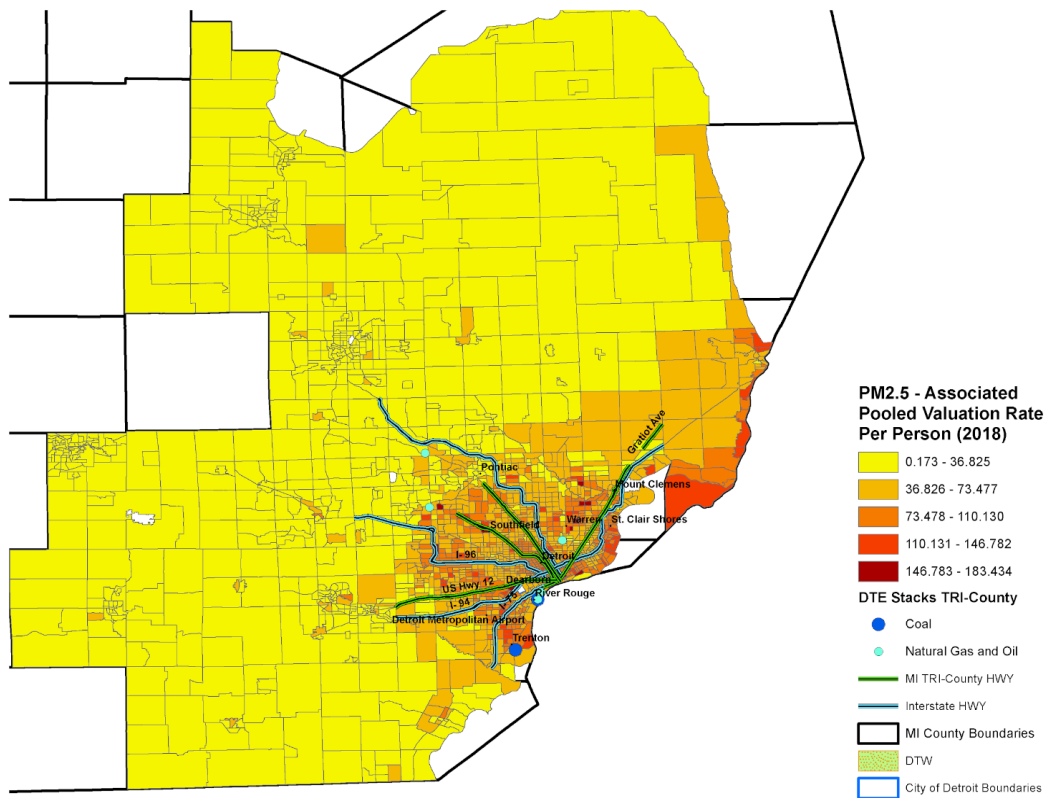 Gratiot Ave
Pontiac
Mount Clemens
Southfield
Warren
St. Clair Shores
I- 96
Detroit
Dearborn
US Hwy 12
River Rouge
I- 94
I- 75
Detroit Metropolitan Airport
Trenton
PM2.5 - Associated
Pooled Valuation Rate
Per Person (2018)
0.173 - 36.825
36.826 - 73.477
73.478 - 110.130
110.131 - 146.782
146.783 - 183.434
DTE Stacks TRI-County
Coal
Natural Gas and Oil
MI TRI-County HWY
Interstate HWY
MI County Boundaries
DTW
City of Detroit Boundaries